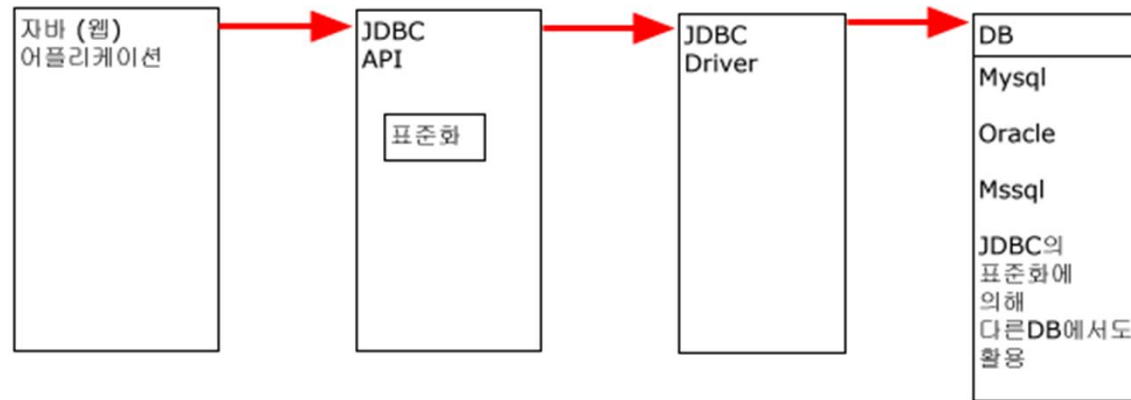 자바 (웹)
어플리케이션
JDBC
API
표준화
JDBC
Driver
DB
Mysql
Oracle
Mssql
JDBC의
표준화에
의해
다른DB에서도
활용